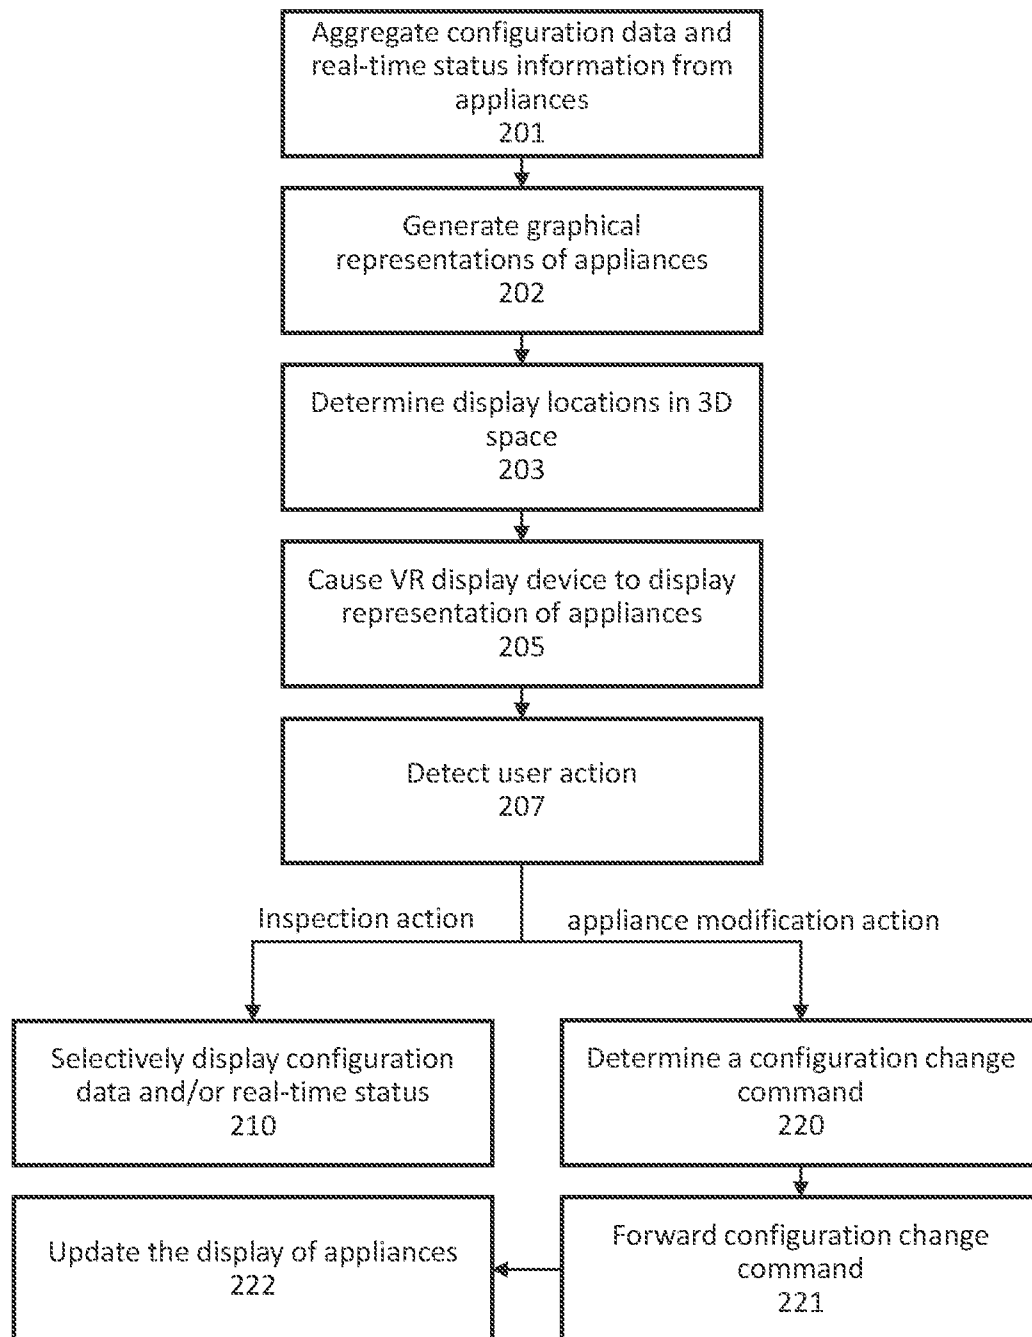 Aggregate configuration data and
real-time status information from
appliances
201
Generate graphical
representations of appliances
202
Determine display locations in 3D
space
203
Cause VR display device to display
representation of appliances
205
Detect user action
207
Inspection action
appliance modification action
Selectively display configuration
data and/or real-time status
210
Determine a configuration change
command
220
Update the display of appliances
222
Forward configuration change
command
221